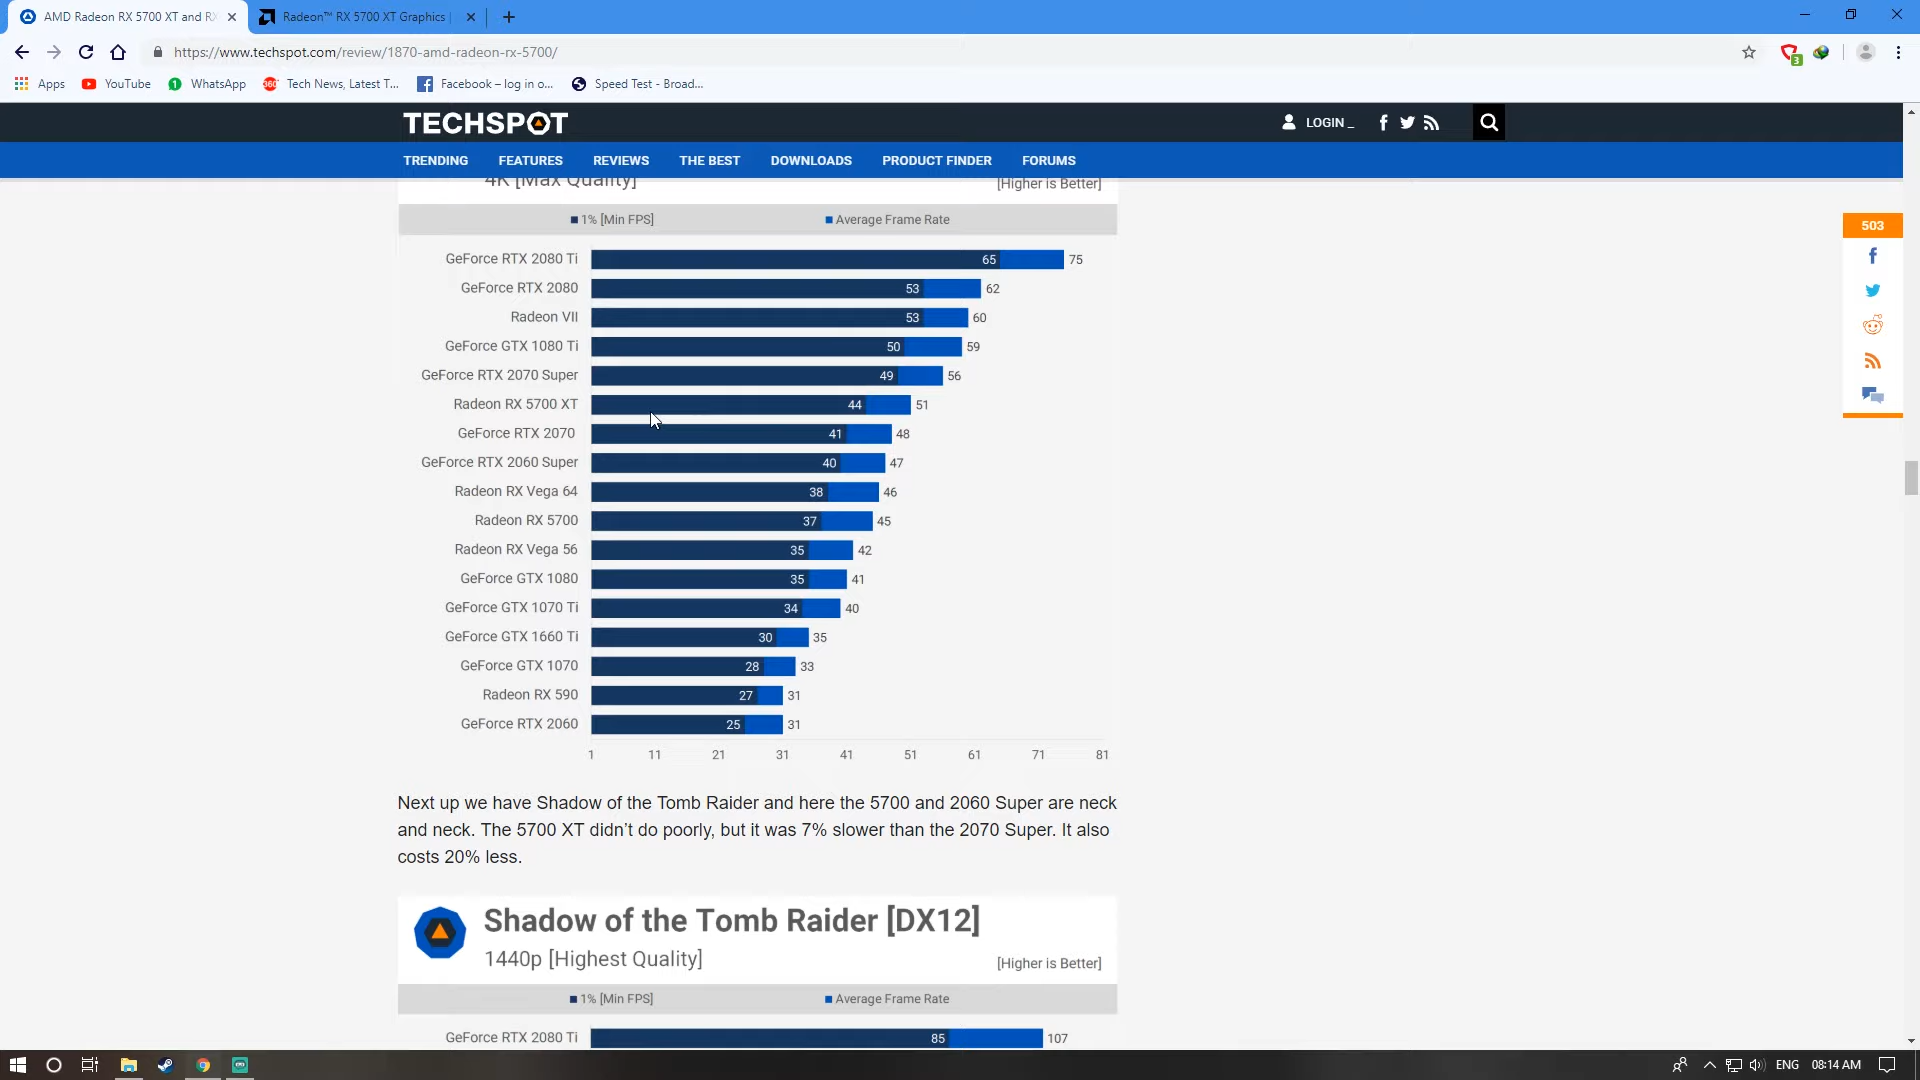 AMD Radeon RX 5700 XT and RX
Radeon™ RX 5700 XT Graphics
https://www.techspot.com/review/1870-amd-radeon-rx-5700/
3
Apps
YouTube
1
WhatsApp
360
Tech News, Latest T...
Facebook – log in o...
Speed Test - Broad...
TECHSPOT
LOGIN _
TRENDING
FEATURES
REVIEWS
THE BEST
DOWNLOADS
PRODUCT FINDER
FORUMS
4K [Max Quality]
[Higher is Better]
503
1% [Min FPS]
Average Frame Rate
GeForce RTX 2080 Ti 65 75
GeForce RTX 2080 53 62
Radeon VII 53 60
GeForce GTX 1080 Ti 50 59
GeForce RTX 2070 Super 49 56
Radeon RX 5700 XT 44 51
GeForce RTX 2070 41 48
GeForce RTX 2060 Super 40 47
Radeon RX Vega 64 38 46
Radeon RX 5700 37 45
Radeon RX Vega 56 35 42
GeForce GTX 1080 35 41
GeForce GTX 1070 Ti 34 40
GeForce GTX 1660 Ti 30 35
GeForce GTX 1070 28 33
Radeon RX 590 27 31
GeForce RTX 2060 25 31
1 11 21 31 41 51 61 71 81
Next up we have Shadow of the Tomb Raider and here the 5700 and 2060 Super are neck
and neck. The 5700 XT didn't do poorly, but it was 7% slower than the 2070 Super. It also
costs 20% less.
Shadow of the Tomb Raider [DX12]
1440p [Highest Quality]
[Higher is Better]
1% [Min FPS]
Average Frame Rate
GeForce RTX 2080 Ti 85 107
ENG
08:14 AM